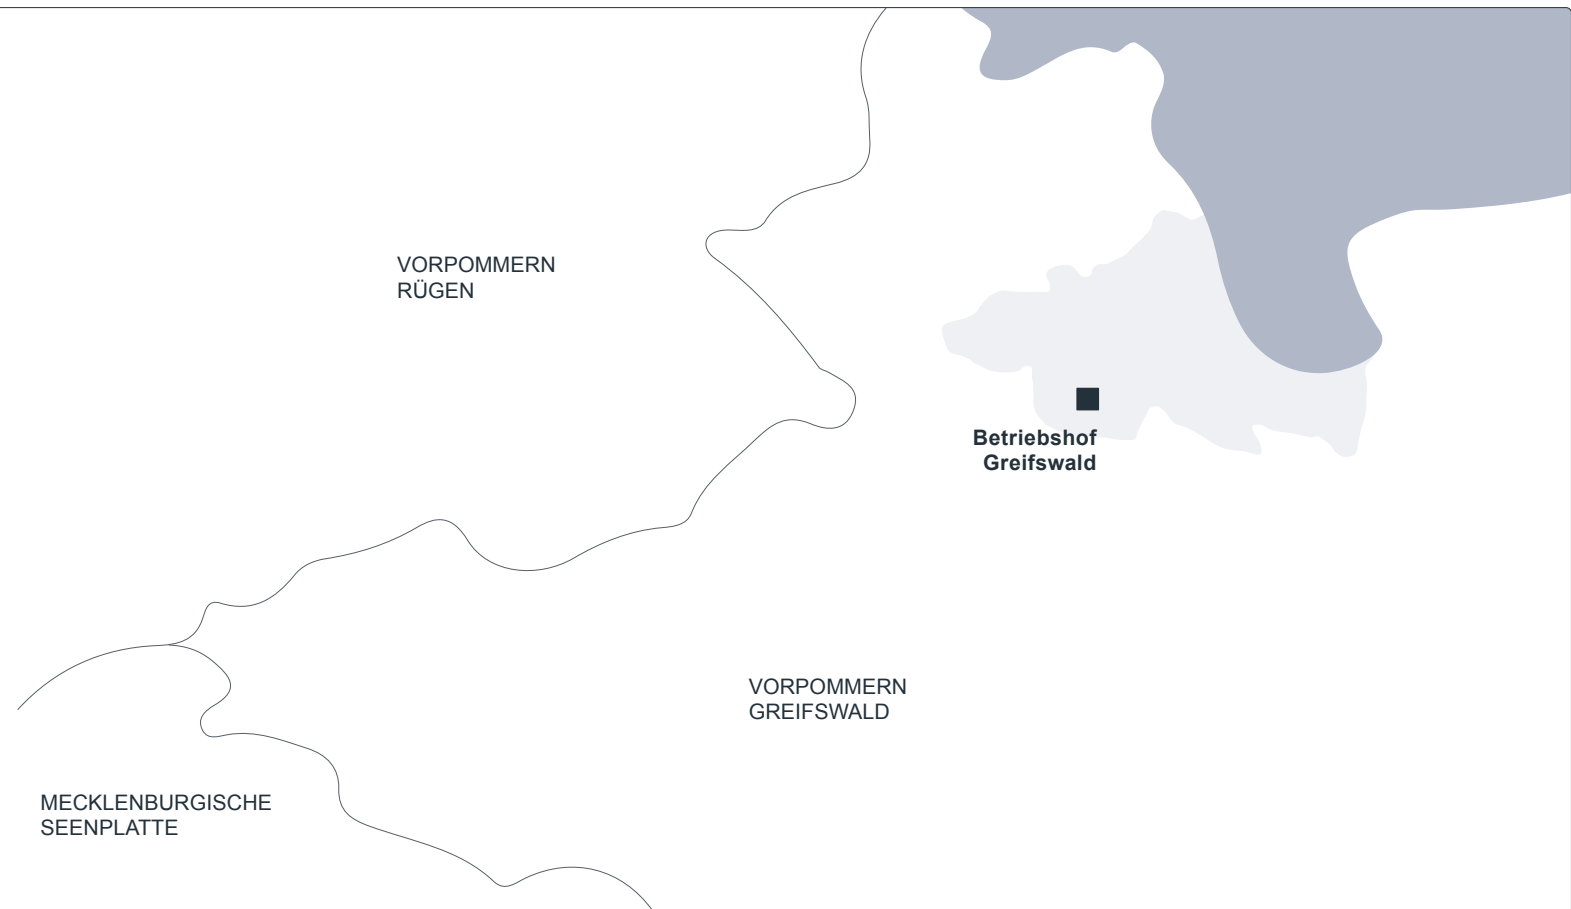 VORPOMMERN
RÜGEN
Betriebshof
Greifswald
VORPOMMERN
GREIFSWALD
MECKLENBURGISCHE
SEENPLATTE